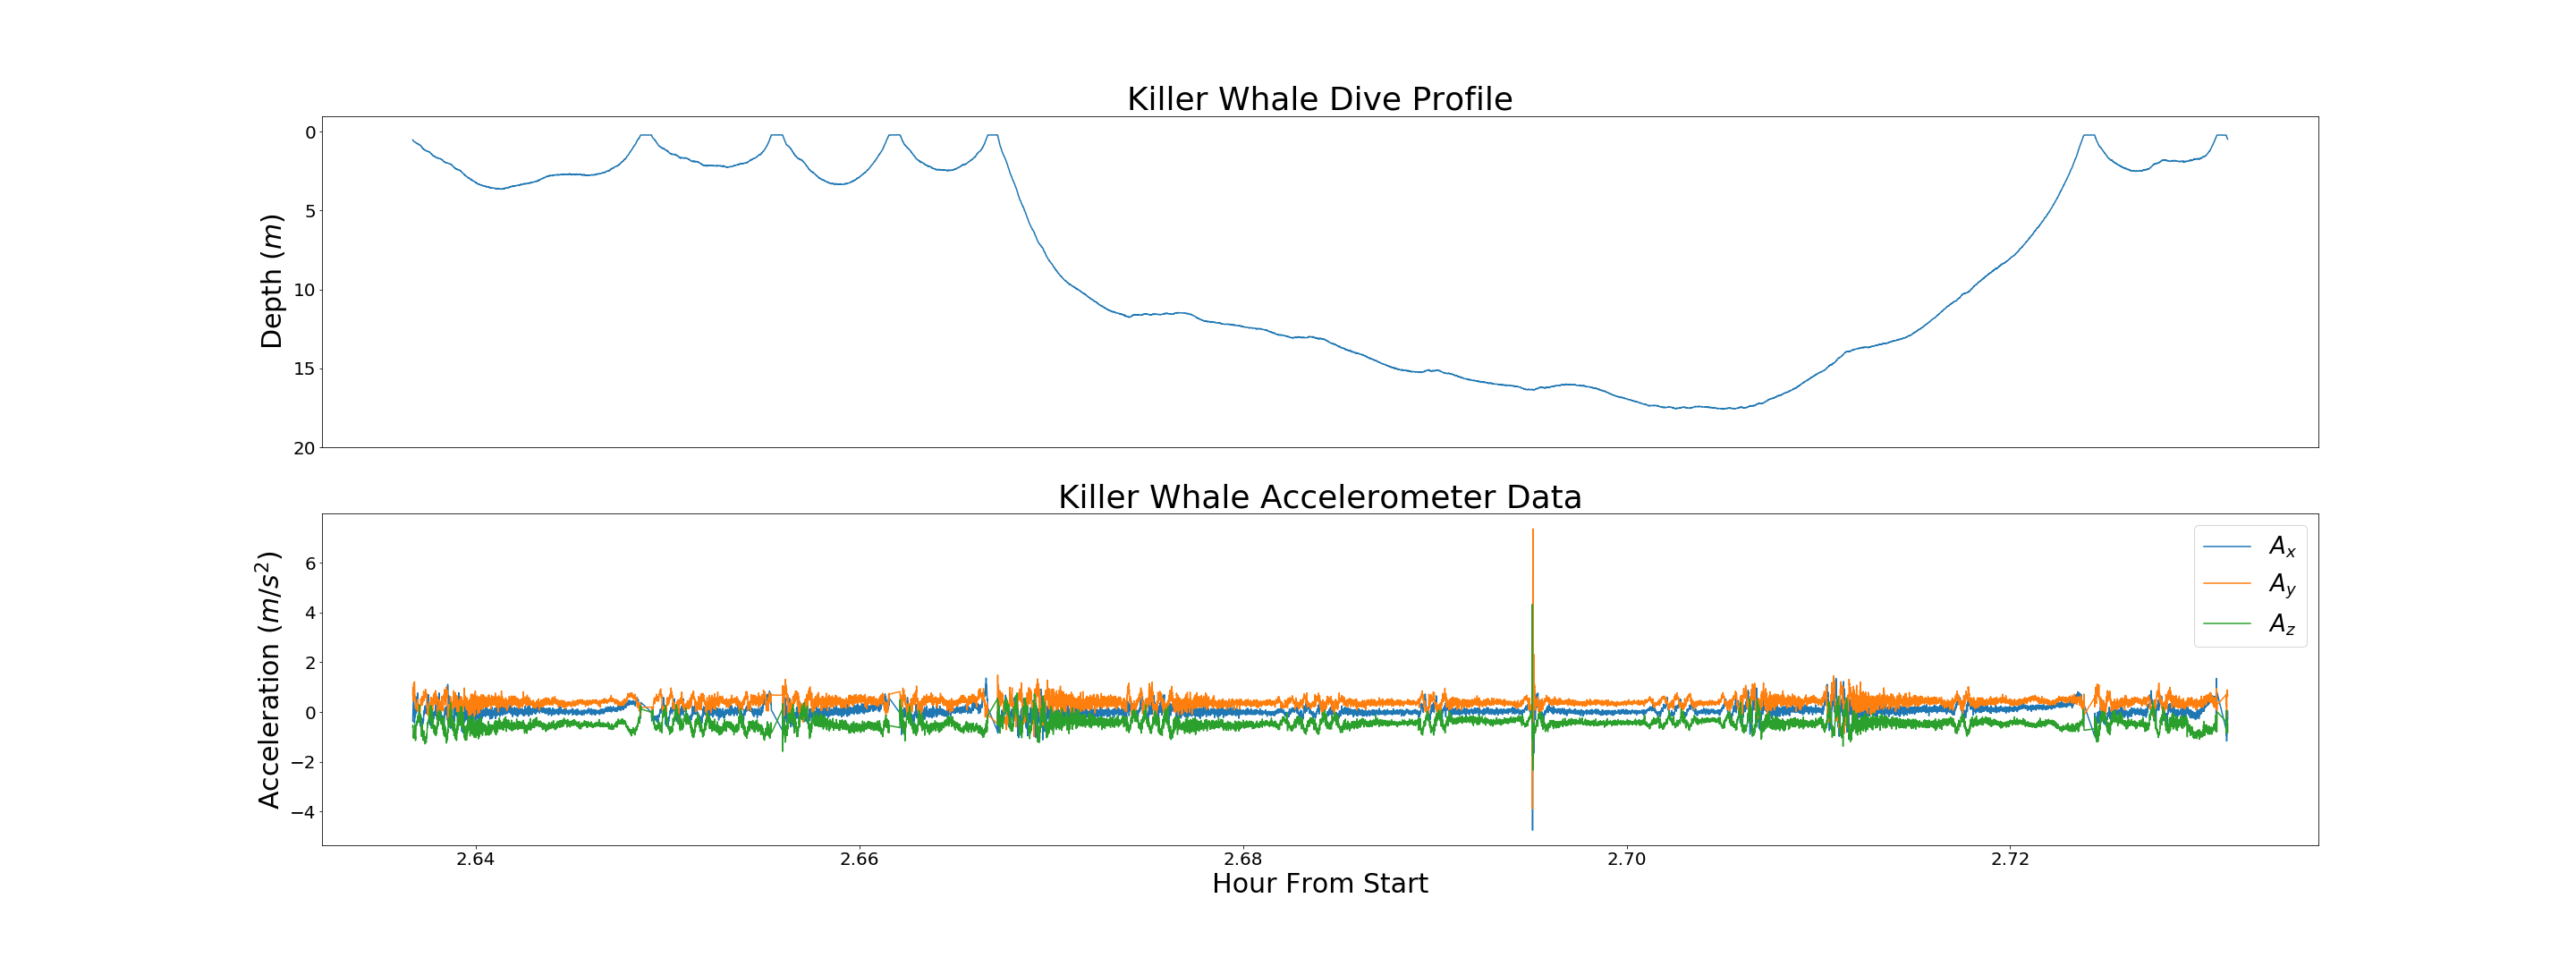 Killer Whale Dive Profile
Depth (m)
0
5
10
15
20
Killer Whale Accelerometer Data
Acceleration (m/s²)
6
4
2
0
−2
−4
Aₓ
Aᵧ
A_z
2.64 2.66 2.68 2.70 2.72
Hour From Start